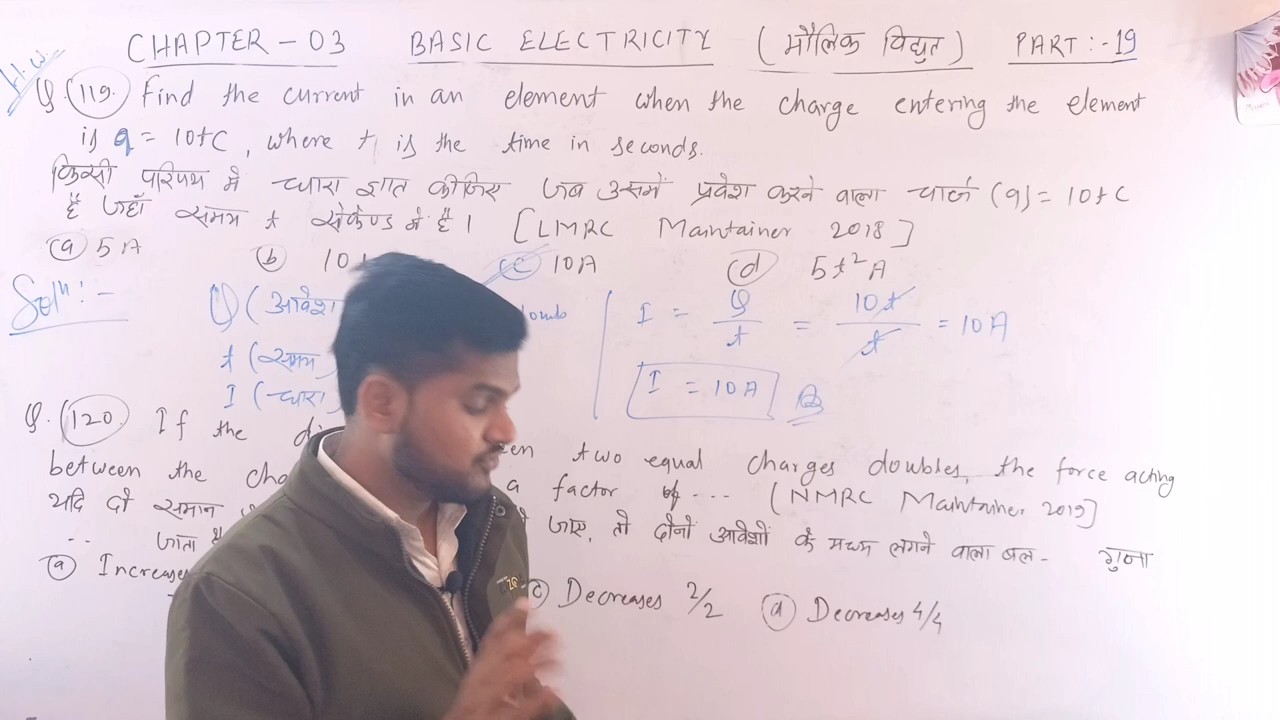 CHAPTER - 03 BASIC ELECTRICITY (मौलिक विद्युत) PART :- 19
H.W.
Q. 119. Find the current in an element when the charge entering the element
is q = 10tC, where t is the time in seconds.
किसी परिपथ में धारा ज्ञात कीजिए जब उसमें प्रवेश करने वाला चार्ज (q) = 10tC
है जहाँ समय t सेकेण्ड में है। [LMRC Maintainer 2018]
(a) 5A (b) 10 (c) 10A (d) 5t²A
Solⁿ :-
Q (आवेश I = Q/t = 10t/t = 10A
t (समय)
I (धारा) I = 10A
Q. 120. If the two equal charges doubles, the force acting
between the a factor of --- (NMRC Maintainer 2019]
यदि दो समान जाए, तो दोनों आवेशों के मध्य लगने वाला बल - गुना
.. जाता
(a) Increases (c) Decreases 2/2 (d) Decreases 4/4